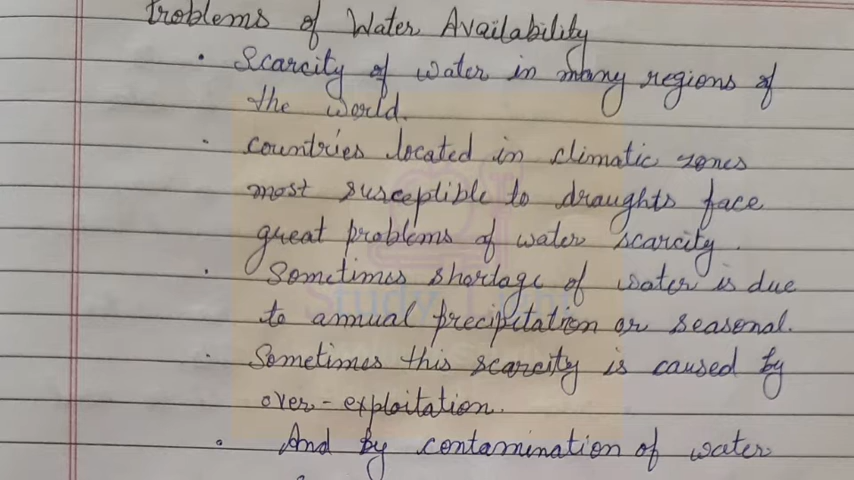 Problems of Water Availability
• Scarcity of water in many regions of
the world.
• countries located in climatic zones
most susceptible to draughts face
great problems of water scarcity.
• Sometimes shortage of water is due
to annual precipitation or seasonal.
• Sometimes this scarcity is caused by
over-exploitation.
• And by contamination of water